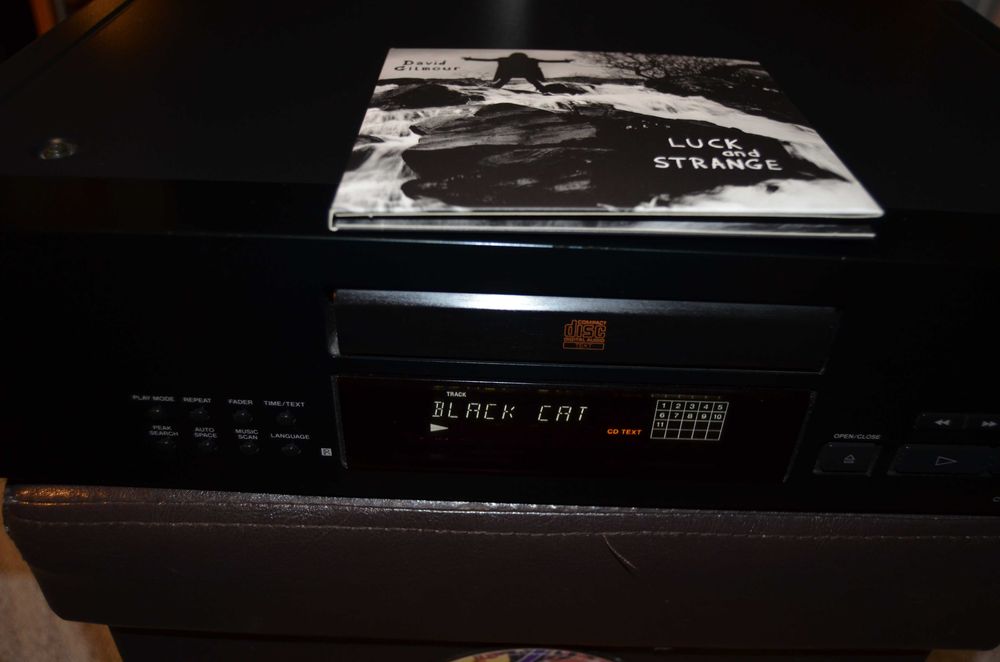 David
Gilmour
LUCK
and
STRANGE
COMPACT
disc
DIGITAL AUDIO
TEXT
PLAY MODE REPEAT FADER TIME/TEXT
PEAK SEARCH AUTO SPACE MUSIC SCAN LANGUAGE
TRACK
BLACK CAT
CD TEXT
1 2 3 4 5
6 7 8 9 10
11
OPEN/CLOSE